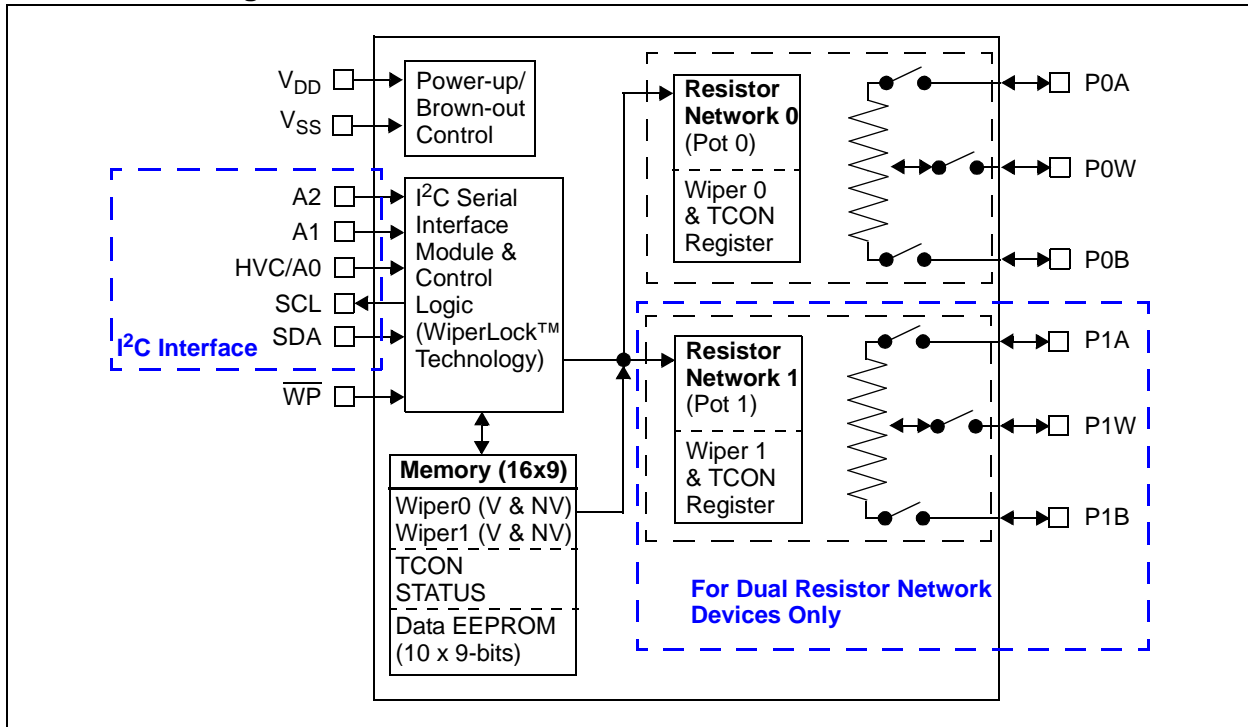 V_DD
V_SS
Power-up/
Brown-out
Control
A2
A1
HVC/A0
SCL
SDA
I²C Interface
WP
I²C Serial
Interface
Module &
Control
Logic
(WiperLock™
Technology)
Memory (16x9)
Wiper0 (V & NV)
Wiper1 (V & NV)
TCON
STATUS
Data EEPROM
(10 x 9-bits)
Resistor
Network 0
(Pot 0)
Wiper 0
& TCON
Register
P0A
P0W
P0B
Resistor
Network 1
(Pot 1)
Wiper 1
& TCON
Register
P1A
P1W
P1B
For Dual Resistor Network
Devices Only